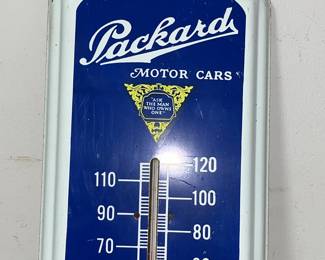 Packard
MOTOR CARS
"ASK
THE MAN
WHO OWNS
ONE"
120
110
100
90
80
70